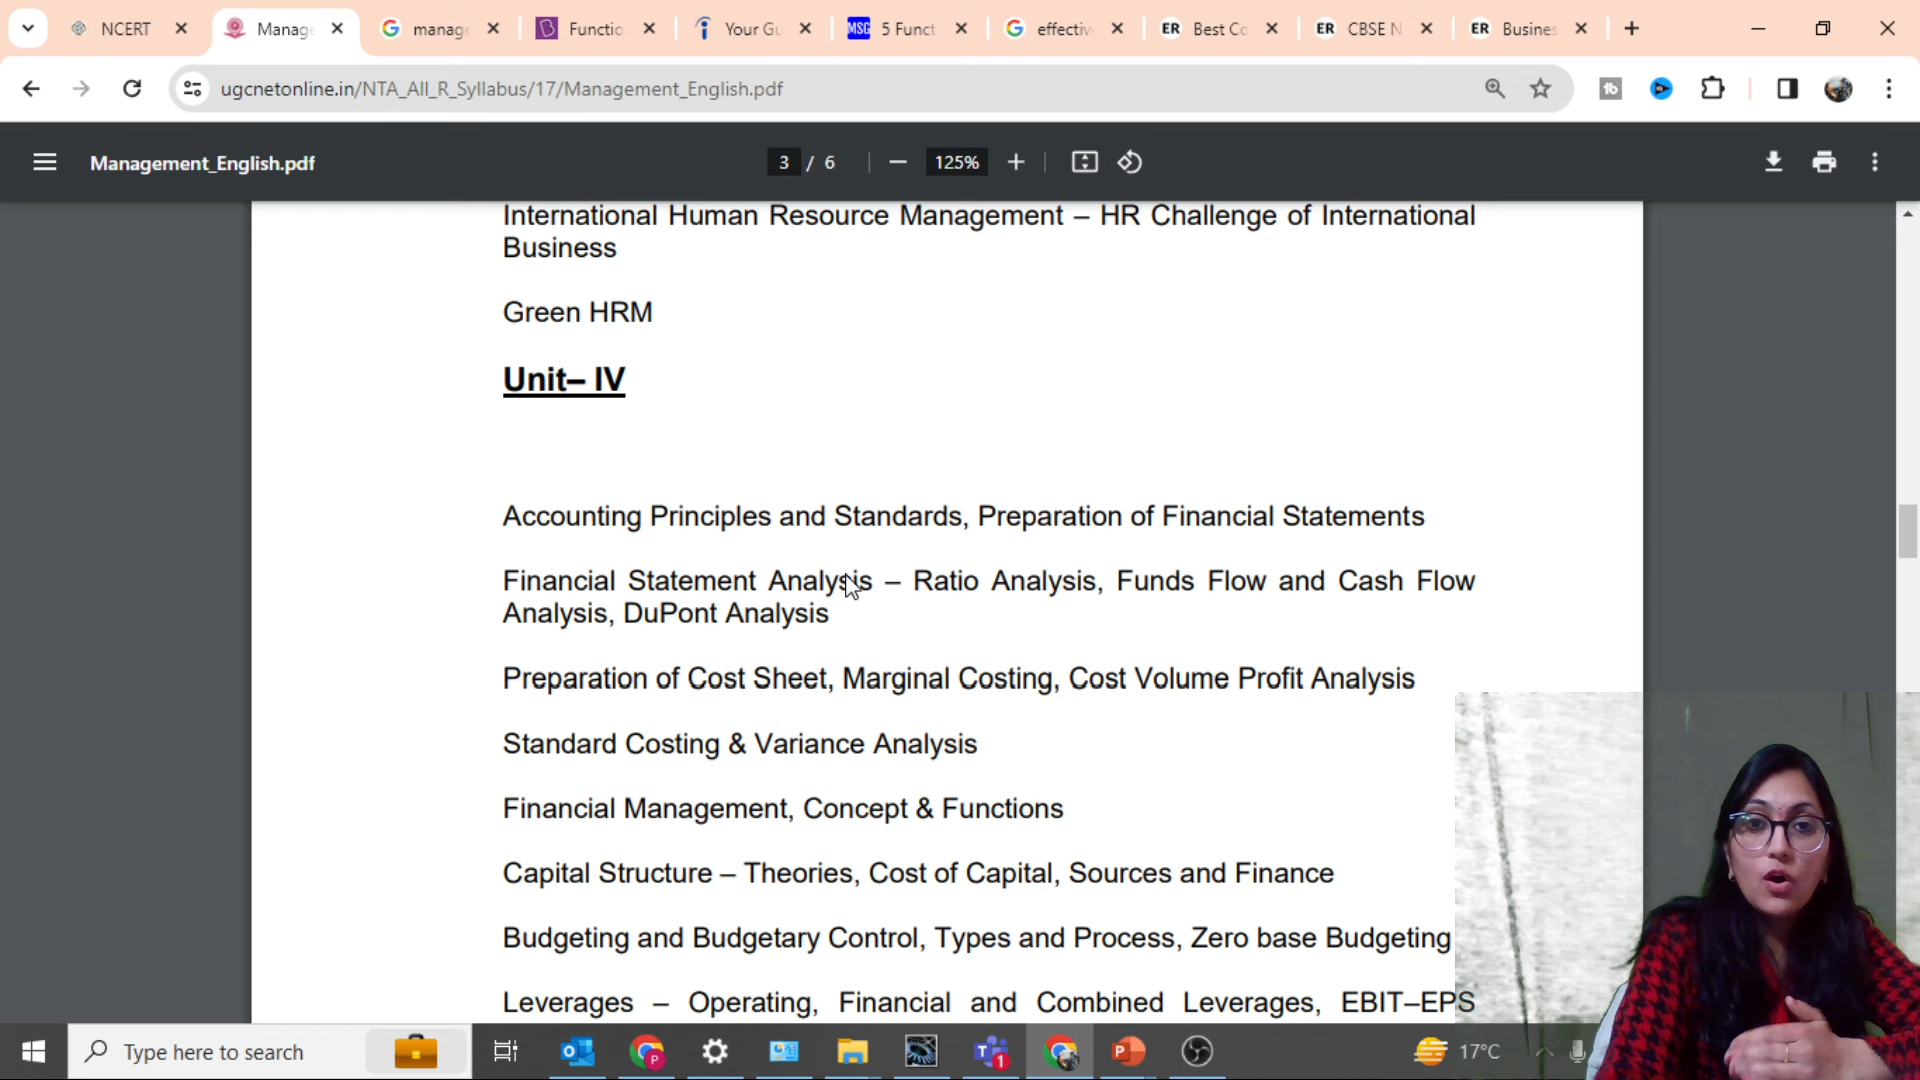 NCERT
Manag
manage
Functio
Your Gu
MSG 5 Funct
effectiv
ER Best Co
ER CBSE N
ER Busines
ugcnetonline.in/NTA_All_R_Syllabus/17/Management_English.pdf
Management_English.pdf
3 / 6
125%
International Human Resource Management – HR Challenge of International
Business
Green HRM
Unit– IV
Accounting Principles and Standards, Preparation of Financial Statements
Financial Statement Analysis – Ratio Analysis, Funds Flow and Cash Flow
Analysis, DuPont Analysis
Preparation of Cost Sheet, Marginal Costing, Cost Volume Profit Analysis
Standard Costing & Variance Analysis
Financial Management, Concept & Functions
Capital Structure – Theories, Cost of Capital, Sources and Finance
Budgeting and Budgetary Control, Types and Process, Zero base Budgeting
Leverages – Operating, Financial and Combined Leverages, EBIT–EPS
Type here to search
1
17°C